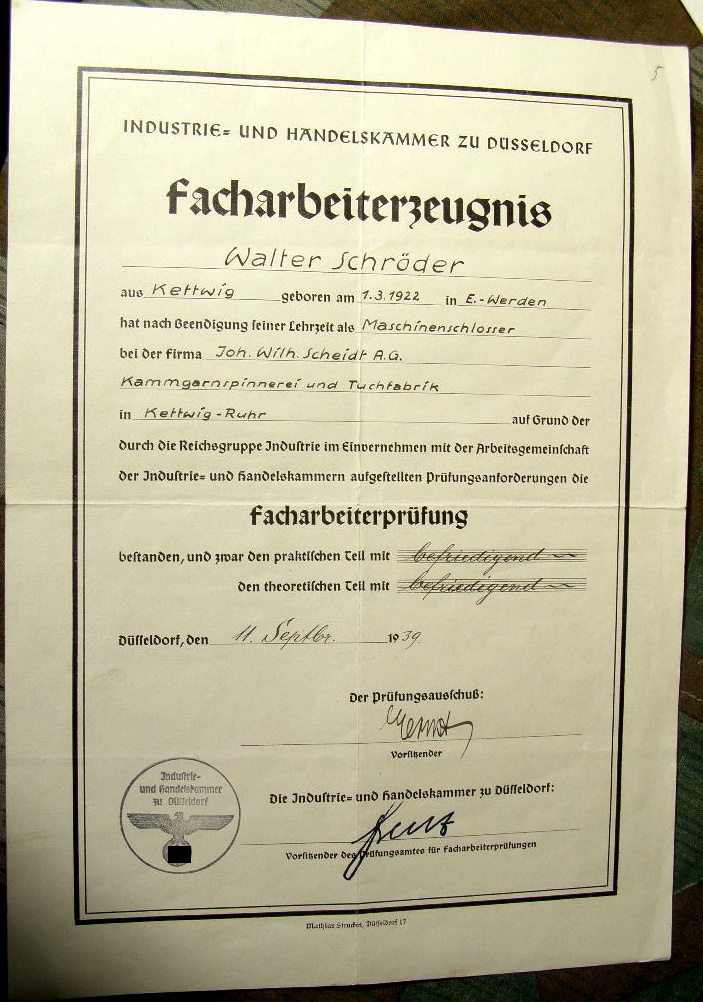 5
INDUSTRIE= UND HANDELSKAMMER ZU DÜSSELDORF
Facharbeiterzeugnis
Walter Schröder
aus Kettwig geboren am 1.3.1922 in E.-Werden
hat nach Beendigung seiner Lehrzeit als Maschinenschlosser
bei der Firma Joh. Wilh. Scheidt A.G.
Kammgarnspinnerei und Tuchfabrik
in Kettwig-Ruhr auf Grund der
durch die Reichsgruppe Industrie im Einvernehmen mit der Arbeitsgemeinschaft
der Industrie= und Handelskammern aufgestellten Prüfungsanforderungen die
Facharbeiterprüfung
bestanden, und zwar den praktischen Teil mit befriedigend
den theoretischen Teil mit befriedigend
Düsseldorf, den 11. Septbr. 1939.
Der Prüfungsausschuß:
Vorsitzender
Industrie-
und Handelskammer
zu Düsseldorf
Die Industrie= und Handelskammer zu Düsseldorf:
Vorsitzender des Prüfungsamtes für Facharbeiterprüfungen
Matthias Strucken, Düsseldorf 17